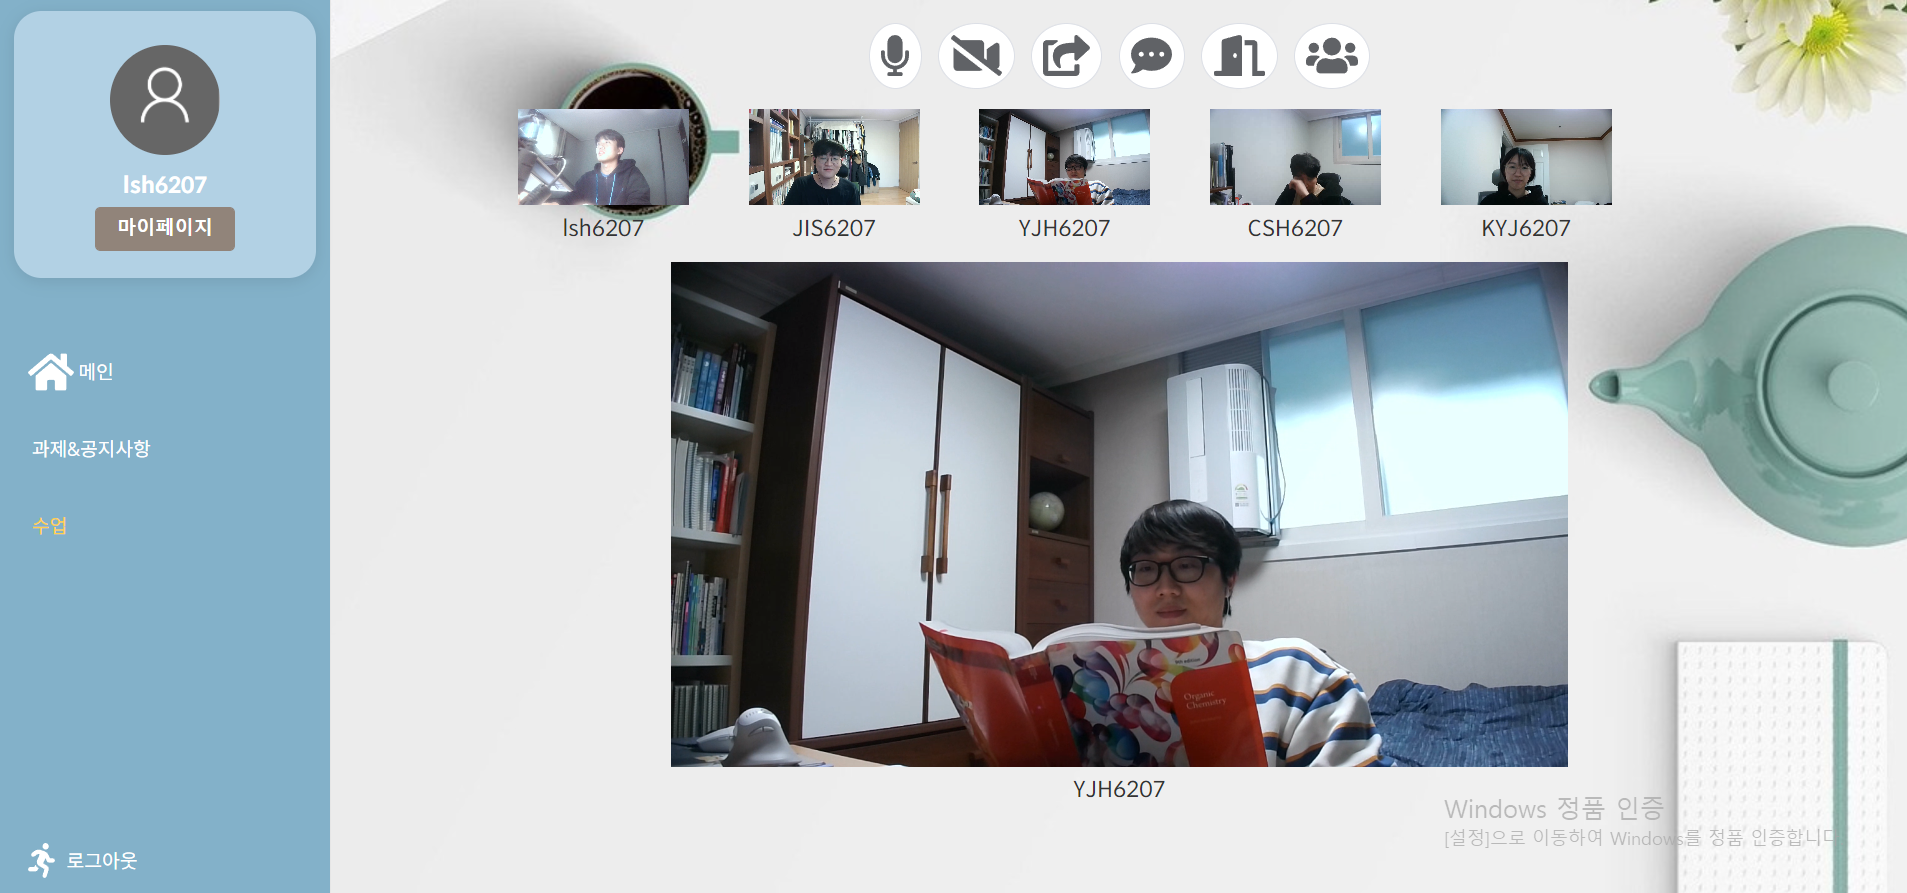 lsh6207
마이페이지
메인
과제&공지사항
수업
로그아웃
lsh6207
JIS6207
YJH6207
CSH6207
KYJ6207
9th edition
Organic
Chemistry
YJH6207
Windows 정품 인증
[설정]으로 이동하여 Windows를 정품 인증합니다